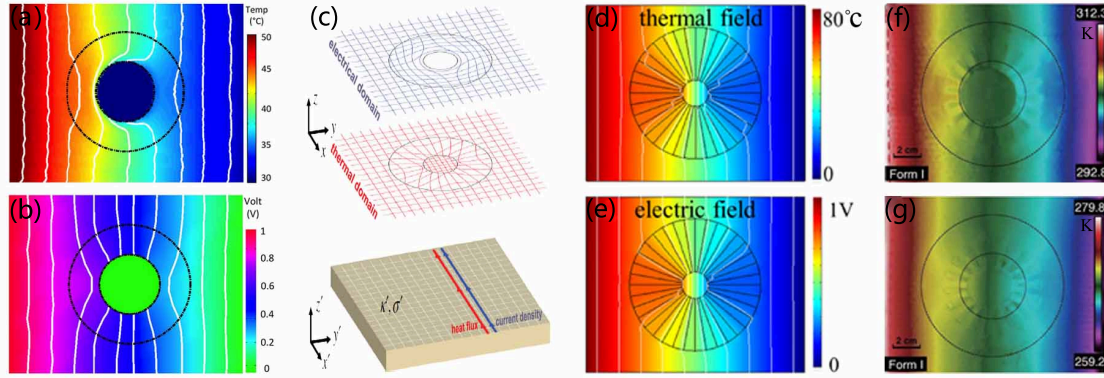 (a)
Temp
(°C)
50
45
40
35
30
(b)
Volt
(V)
1
0.8
0.6
0.4
0.2
0
(c)
electrical domain
z
y
x
thermal domain
κ′,σ′
heat flux
current density
z′
y′
x′
(d)
thermal field
80℃
0
(e)
electric field
1V
0
(f)
312.3
K
2 cm
Form I
292.8
(g)
279.8
K
2 cm
Form I
259.2